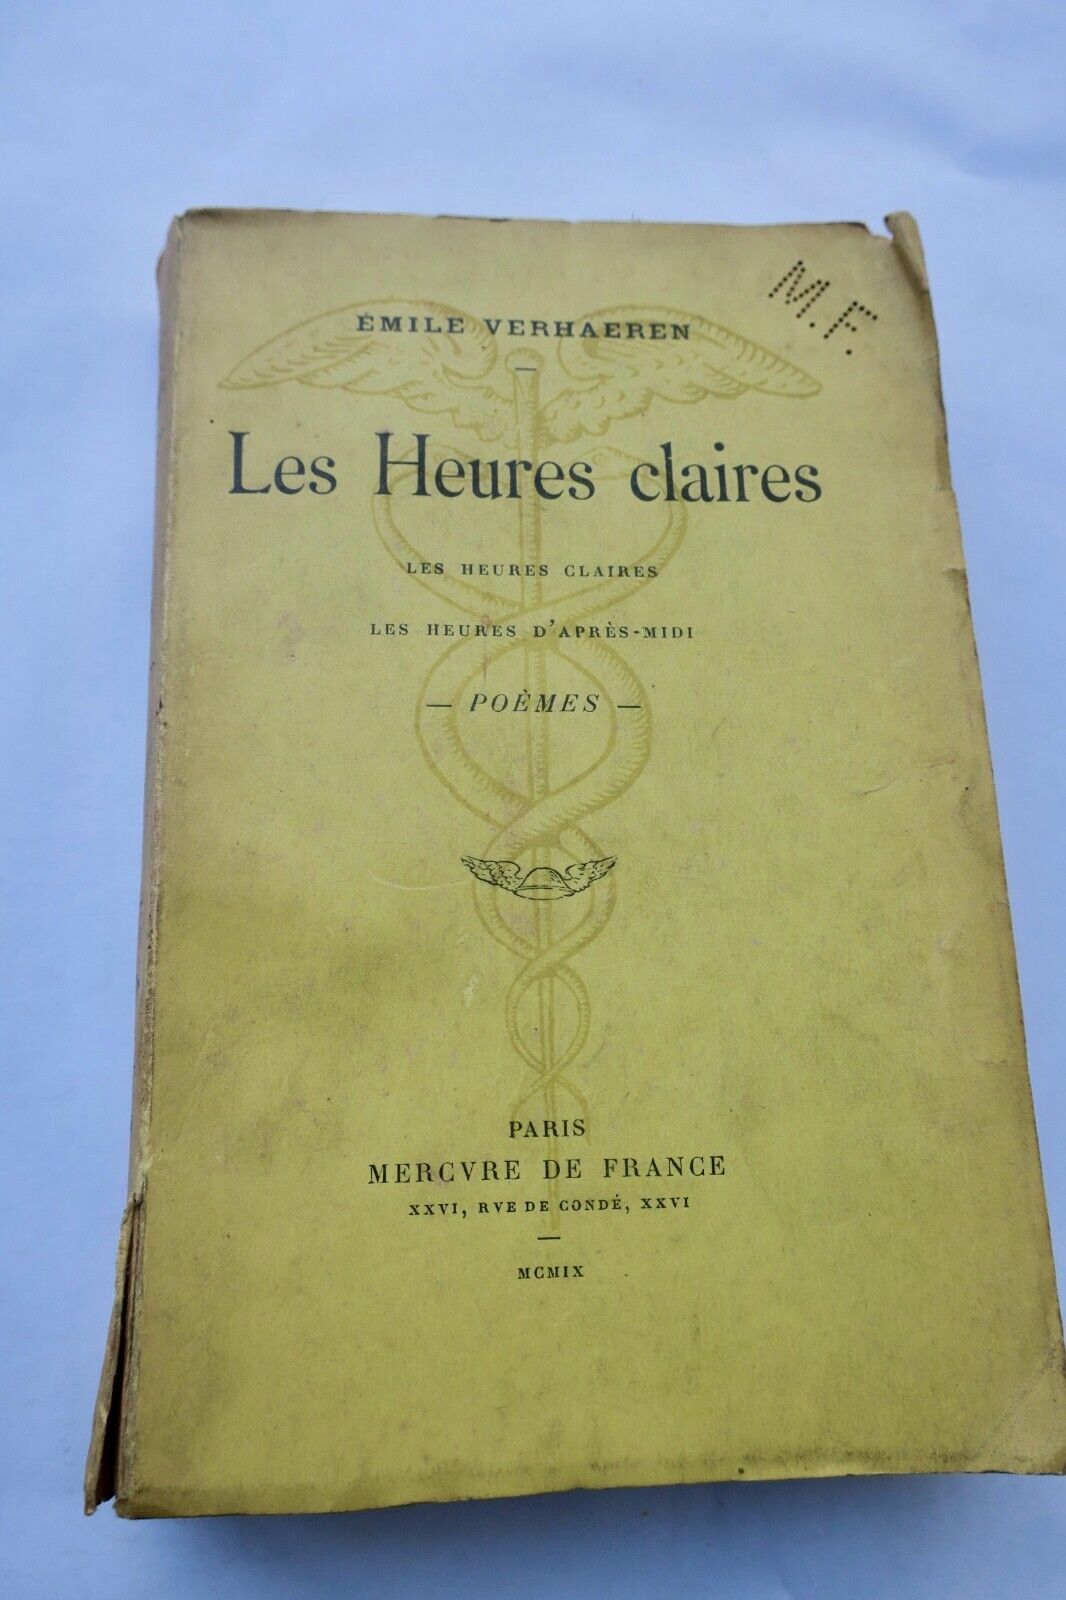 M.F.
ÉMILE VERHAEREN
—
Les Heures claires
LES HEURES CLAIRES
LES HEURES D'APRÈS-MIDI
— POÈMES —
PARIS
MERCVRE DE FRANCE
XXVI, RVE DE CONDÉ, XXVI
—
MCMIX